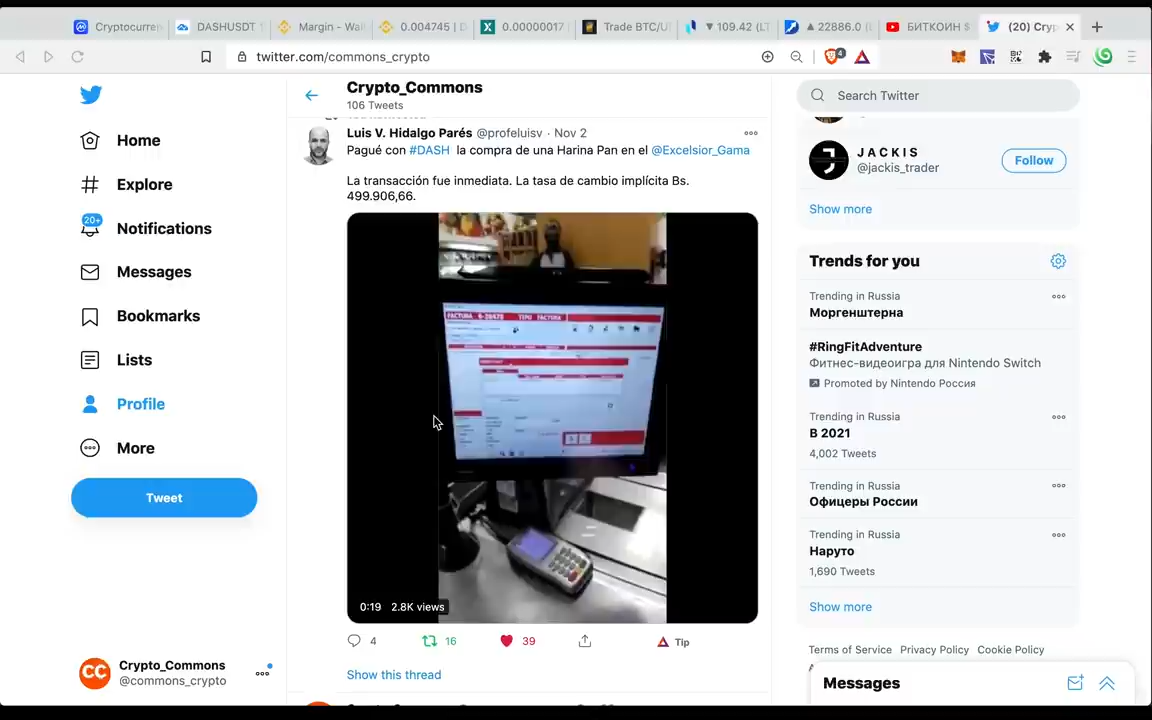 Cryptocurren
DASHUSDT
Margin - Wal
0.004745 | D
0.00000017
Trade BTC/U
▼ 109.42 (LT
▲ 22886.0 (
БИТКОИН $
(20) Cryp
twitter.com/commons_crypto
4
Home
Explore
20+
Notifications
Messages
Bookmarks
Lists
Profile
More
Tweet
Crypto_Commons
@commons_crypto
Crypto_Commons
106 Tweets
Luis V. Hidalgo Parés @profeluisv · Nov 2
Pagué con #DASH la compra de una Harina Pan en el @Excelsior_Gama
La transacción fue inmediata. La tasa de cambio implícita Bs.
499.906,66.
FACTURA
TIPO FACTURA
0:19 2.8K views
4 16 39 Tip
Show this thread
Search Twitter
JACKIS
@jackis_trader
Follow
Show more
Trends for you
Trending in Russia
Моргенштерна
#RingFitAdventure
Фитнес-видеоигра для Nintendo Switch
Promoted by Nintendo Россия
Trending in Russia
В 2021
4,002 Tweets
Trending in Russia
Офицеры России
Trending in Russia
Наруто
1,690 Tweets
Show more
Terms of Service Privacy Policy Cookie Policy
Messages